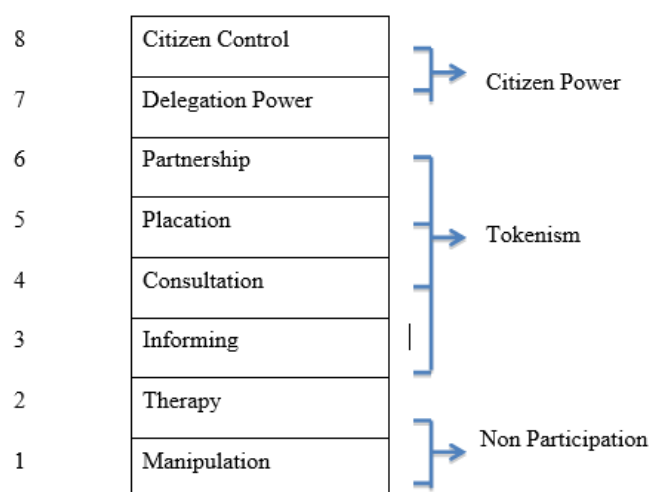 8 Citizen Control
Citizen Power
7 Delegation Power
6 Partnership
5 Placation
Tokenism
4 Consultation
3 Informing
2 Therapy
Non Participation
1 Manipulation